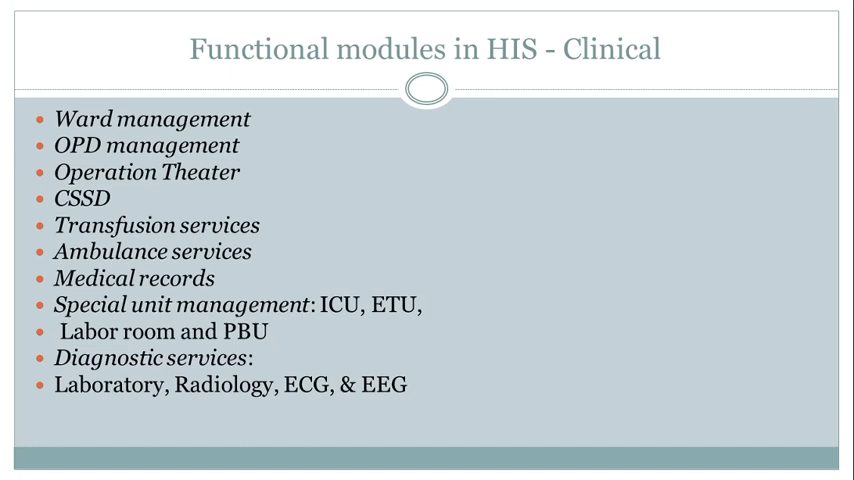 Functional modules in HIS - Clinical
• Ward management
• OPD management
• Operation Theater
• CSSD
• Transfusion services
• Ambulance services
• Medical records
• Special unit management: ICU, ETU,
• Labor room and PBU
• Diagnostic services:
• Laboratory, Radiology, ECG, & EEG